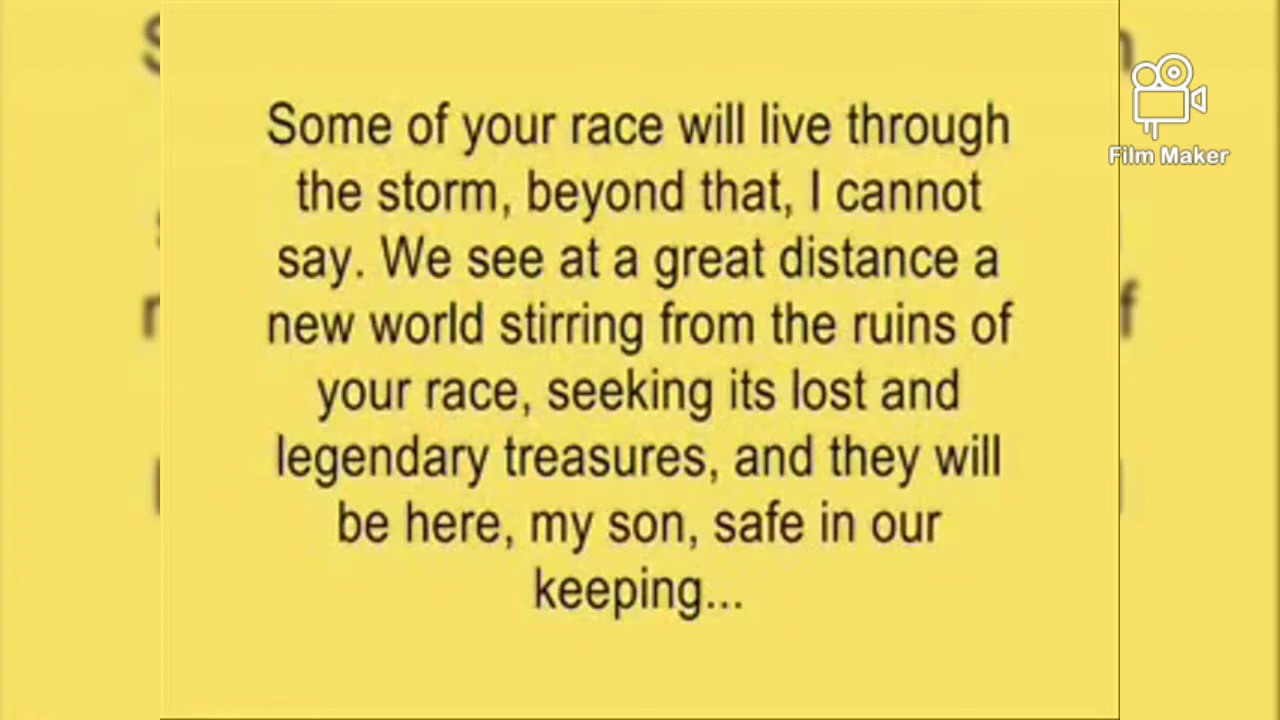 Some of your race will live through
the storm, beyond that, I cannot
say. We see at a great distance a
new world stirring from the ruins of
your race, seeking its lost and
legendary treasures, and they will
be here, my son, safe in our
keeping...
Film Maker